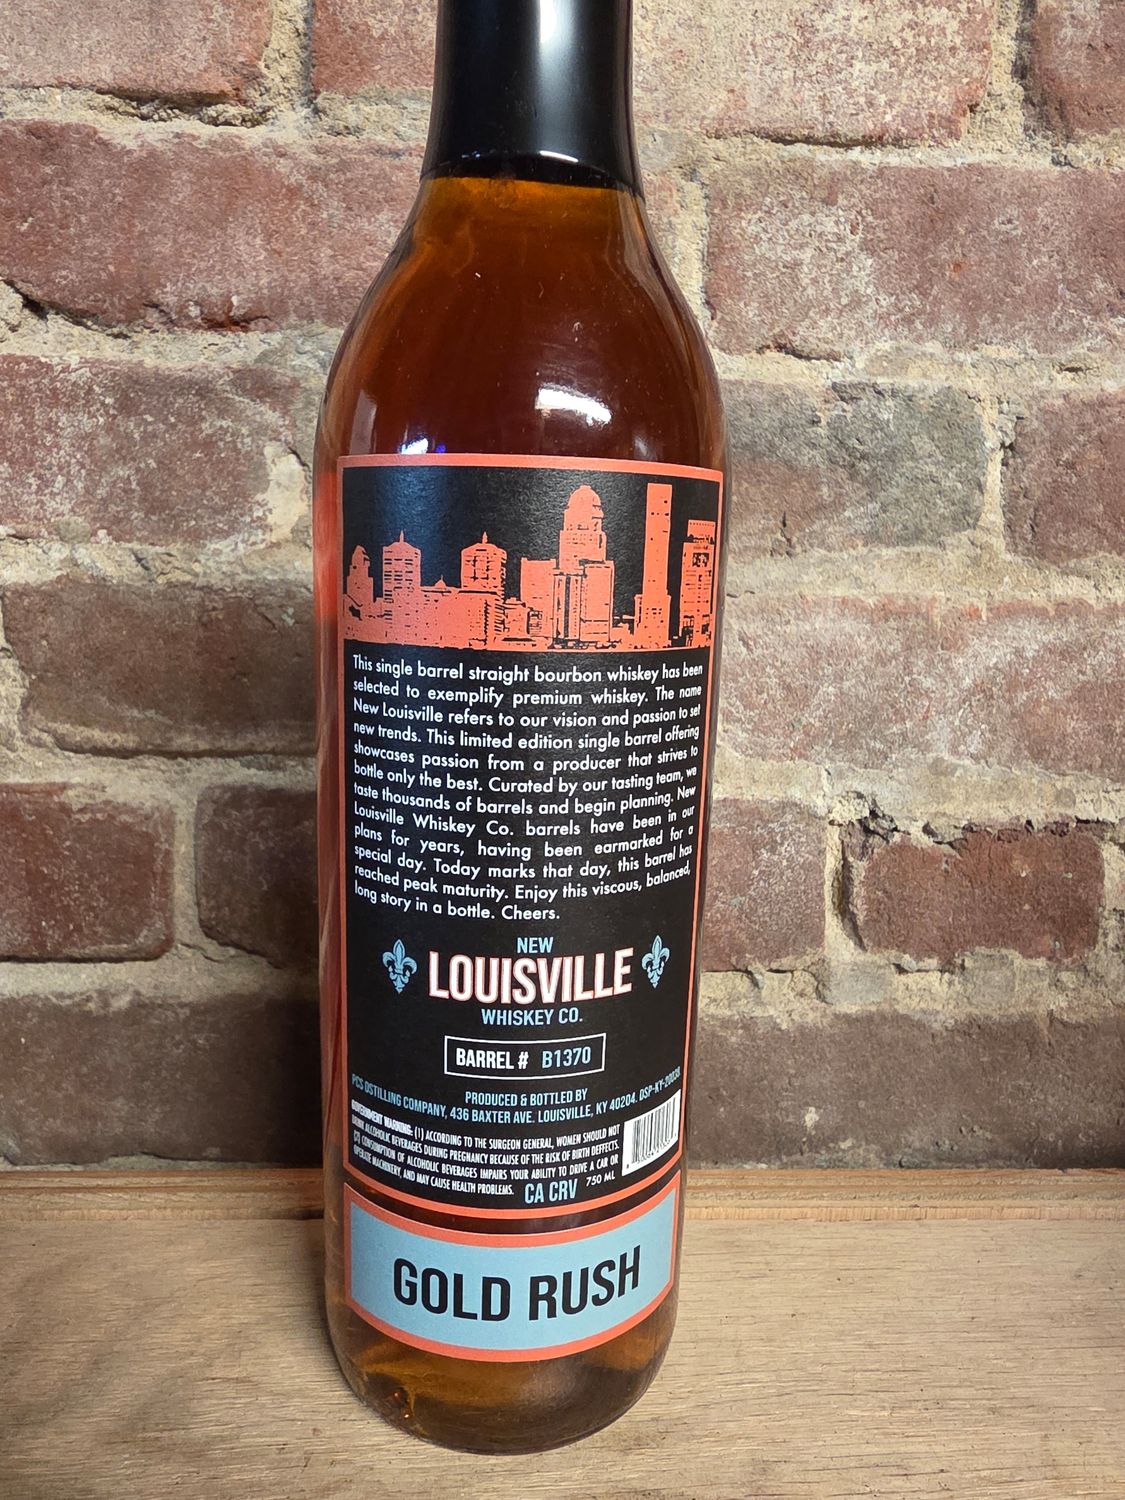 This single barrel straight bourbon whiskey has been
selected to exemplify premium whiskey. The name
New Louisville refers to our vision and passion to set
new trends. This limited edition single barrel offering
showcases passion from a producer that strives to
bottle only the best. Curated by our tasting team, we
taste thousands of barrels and begin planning. New
Louisville Whiskey Co. barrels have been in our
plans for years, having been earmarked for a
special day. Today marks that day, this barrel has
reached peak maturity. Enjoy this viscous, balanced,
long story in a bottle. Cheers.
NEW
LOUISVILLE
WHISKEY CO.
BARREL # B1370
PRODUCED & BOTTLED BY
PCS DISTILLING COMPANY, 436 BAXTER AVE. LOUISVILLE, KY 40204. DSP-KY-20038
GOVERNMENT WARNING: (1) ACCORDING TO THE SURGEON GENERAL, WOMEN SHOULD NOT
DRINK ALCOHOLIC BEVERAGES DURING PREGNANCY BECAUSE OF THE RISK OF BIRTH DEFFECTS.
(2) CONSUMPTION OF ALCOHOLIC BEVERAGES IMPAIRS YOUR ABILITY TO DRIVE A CAR OR
OPERATE MACHINERY, AND MAY CAUSE HEALTH PROBLEMS. CA CRV 750 ML
GOLD RUSH